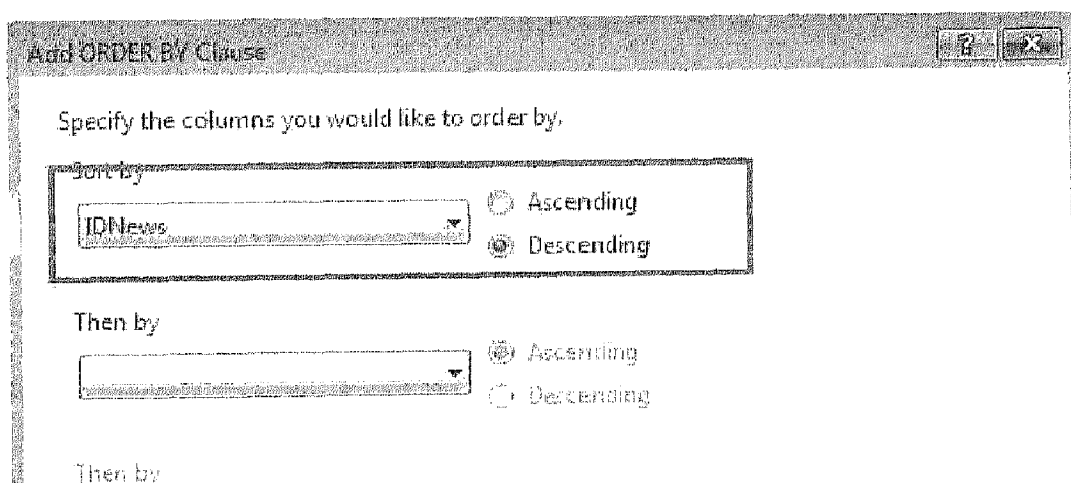 Add ORDER BY Clause
Specify the columns you would like to order by.
Sort by
IDNews
Ascending
Descending
Then by
Ascending
Descending
Then by